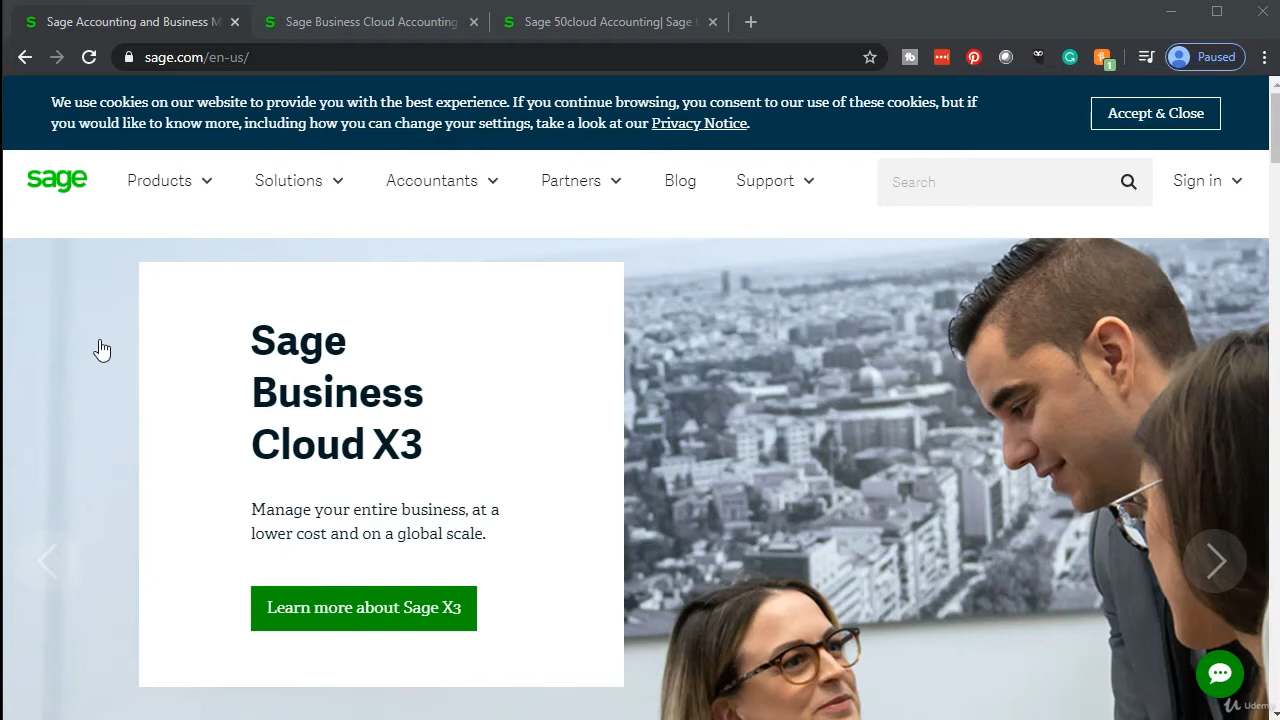 Sage Accounting and Business M
Sage Business Cloud Accounting
Sage 50cloud Accounting| Sage
sage.com/en-us/
1
Paused
We use cookies on our website to provide you with the best experience. If you continue browsing, you consent to our use of these cookies, but if
you would like to know more, including how you can change your settings, take a look at our Privacy Notice.
Accept & Close
sage
Products
Solutions
Accountants
Partners
Blog
Support
Search
Sign in
Sage
Business
Cloud X3
Manage your entire business, at a
lower cost and on a global scale.
Learn more about Sage X3
Udemy